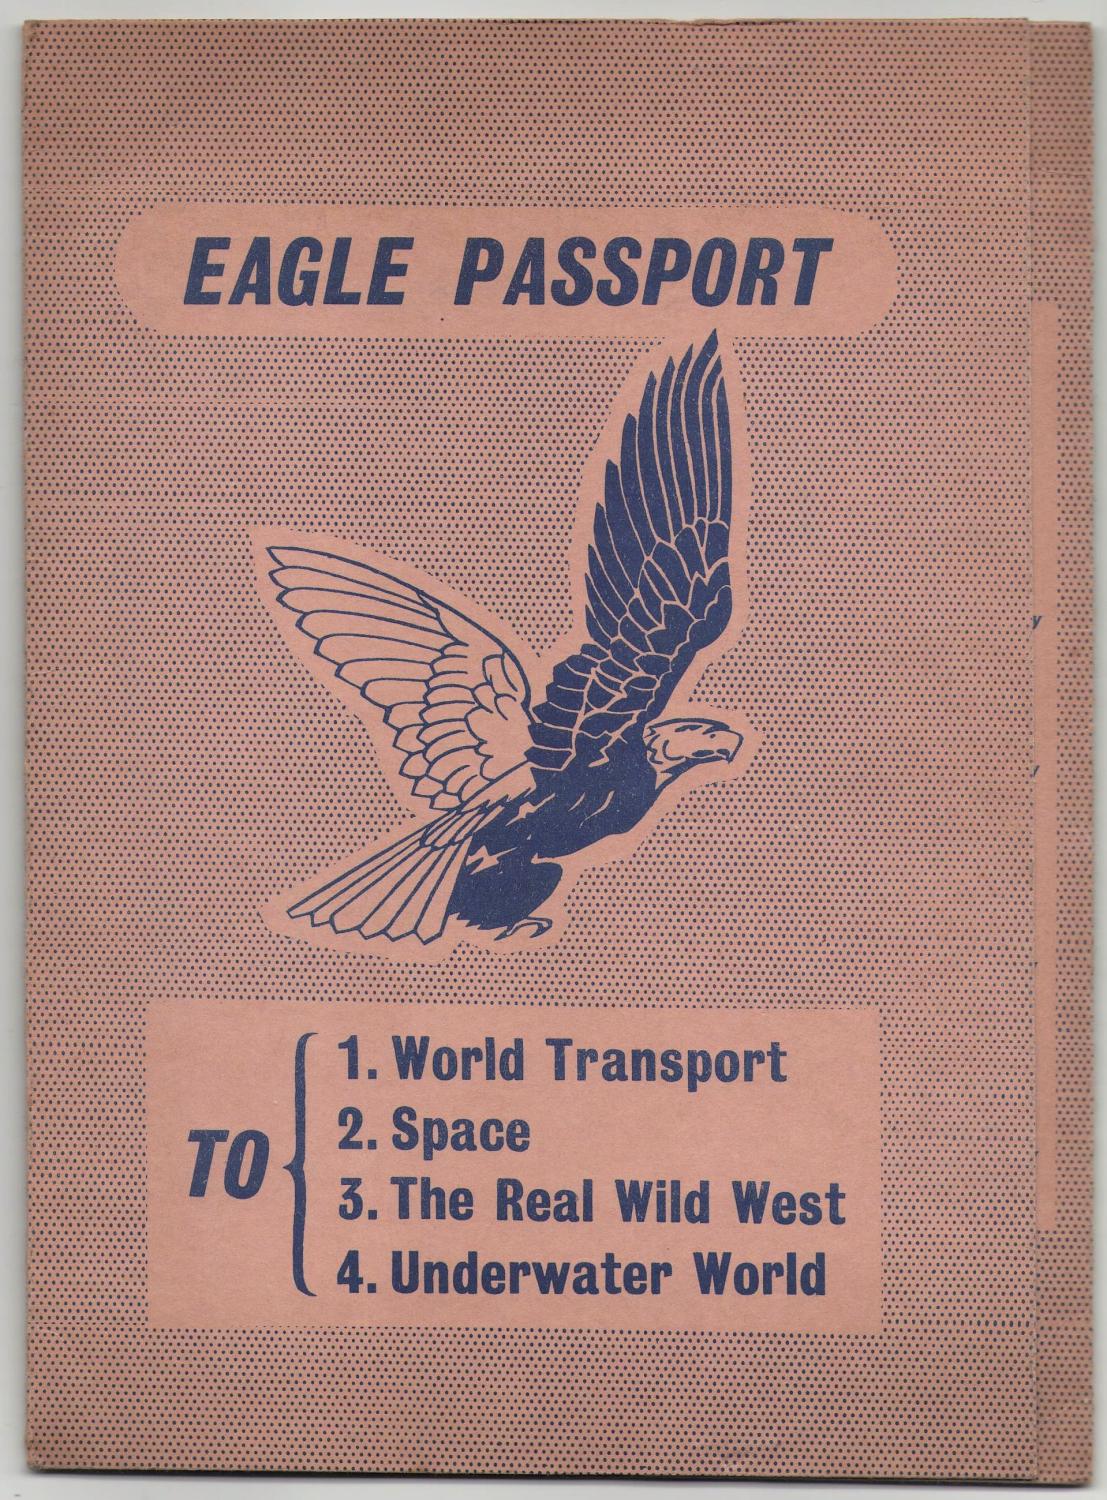 EAGLE PASSPORT
TO
1. World Transport
2. Space
3. The Real Wild West
4. Underwater World